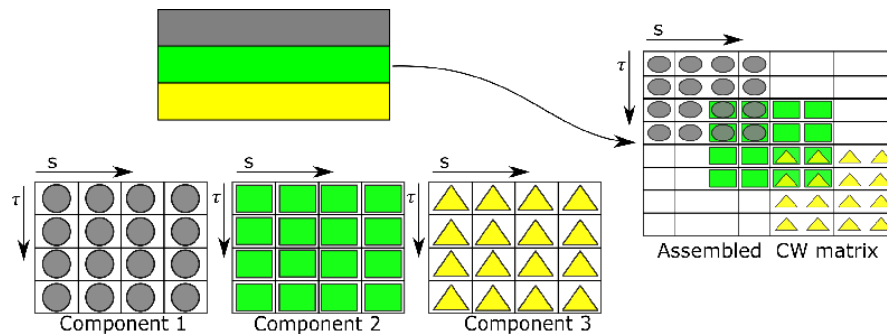 s
τ
s
τ
s
τ
s
τ
Assembled CW matrix
Component 1
Component 2
Component 3